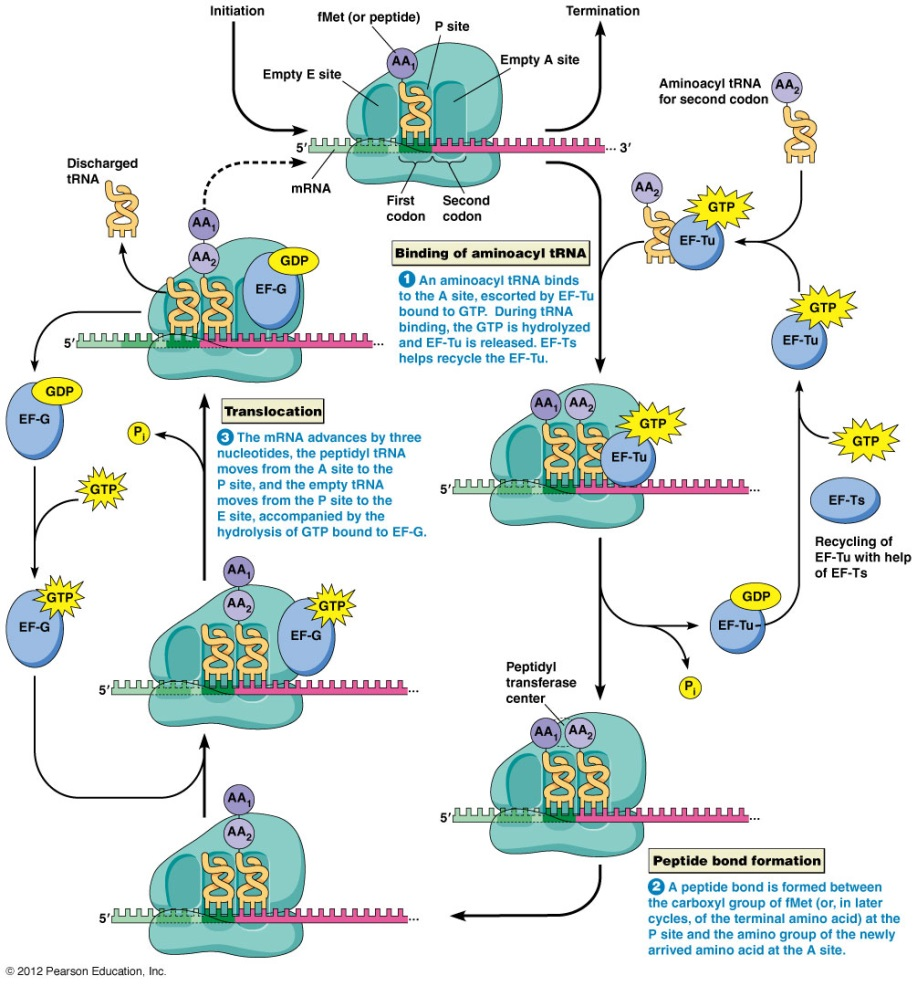 Initiation
fMet (or peptide)
P site
Termination
AA1
Empty E site
Empty A site
Aminoacyl tRNA
for second codon
AA2
5′
3′
mRNA
First
codon
Second
codon
Discharged
tRNA
AA2
GTP
EF-Tu
AA1
AA2
GDP
EF-G
5′
Binding of aminoacyl tRNA
1 An aminoacyl tRNA binds
to the A site, escorted by EF-Tu
bound to GTP. During tRNA
binding, the GTP is hydrolyzed
and EF-Tu is released. EF-Ts
helps recycle the EF-Tu.
GTP
EF-Tu
GDP
EF-G
Pi
Translocation
3 The mRNA advances by three
nucleotides, the peptidyl tRNA
moves from the A site to the
P site, and the empty tRNA
moves from the P site to the
E site, accompanied by the
hydrolysis of GTP bound to EF-G.
AA1
AA2
GTP
EF-Tu
5′
GTP
EF-Ts
Recycling of
EF-Tu with help
of EF-Ts
GTP
GTP
EF-G
AA1
AA2
GTP
EF-G
5′
GDP
EF-Tu
Pi
Peptidyl
transferase
center
AA1
AA2
5′
AA1
AA2
5′
Peptide bond formation
2 A peptide bond is formed between
the carboxyl group of fMet (or, in later
cycles, of the terminal amino acid) at the
P site and the amino group of the newly
arrived amino acid at the A site.
© 2012 Pearson Education, Inc.